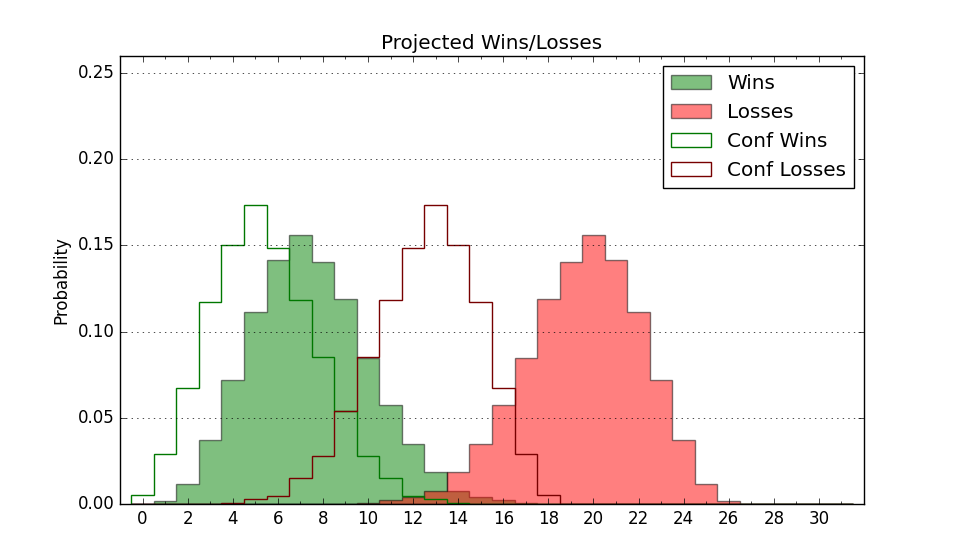 Projected Wins/Losses
0.25
0.20
0.15
0.10
0.05
0.00
Probability
Wins
Losses
Conf Wins
Conf Losses
0 2 4 6 8 10 12 14 16 18 20 22 24 26 28 30